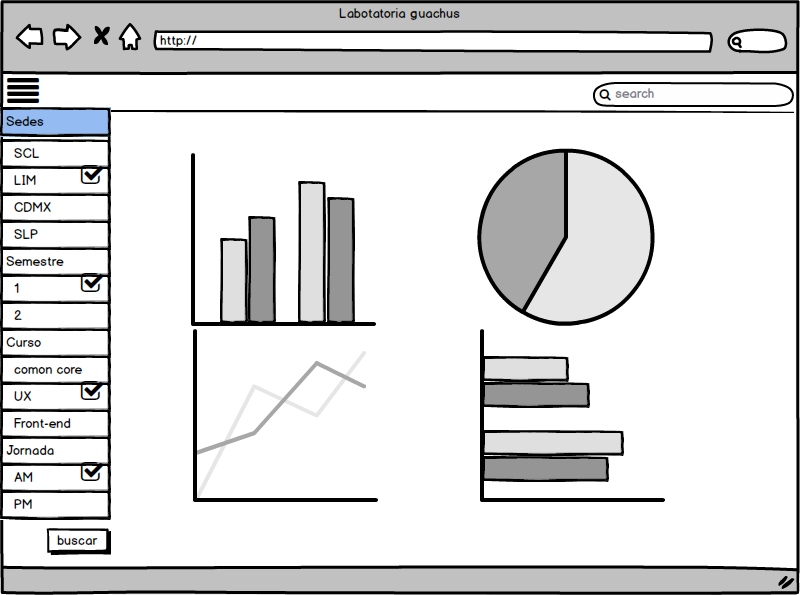 Labotatoria guachus
http://
search
Sedes
SCL
LIM
CDMX
SLP
Semestre
1
2
Curso
comon core
UX
Front-end
Jornada
AM
PM
buscar